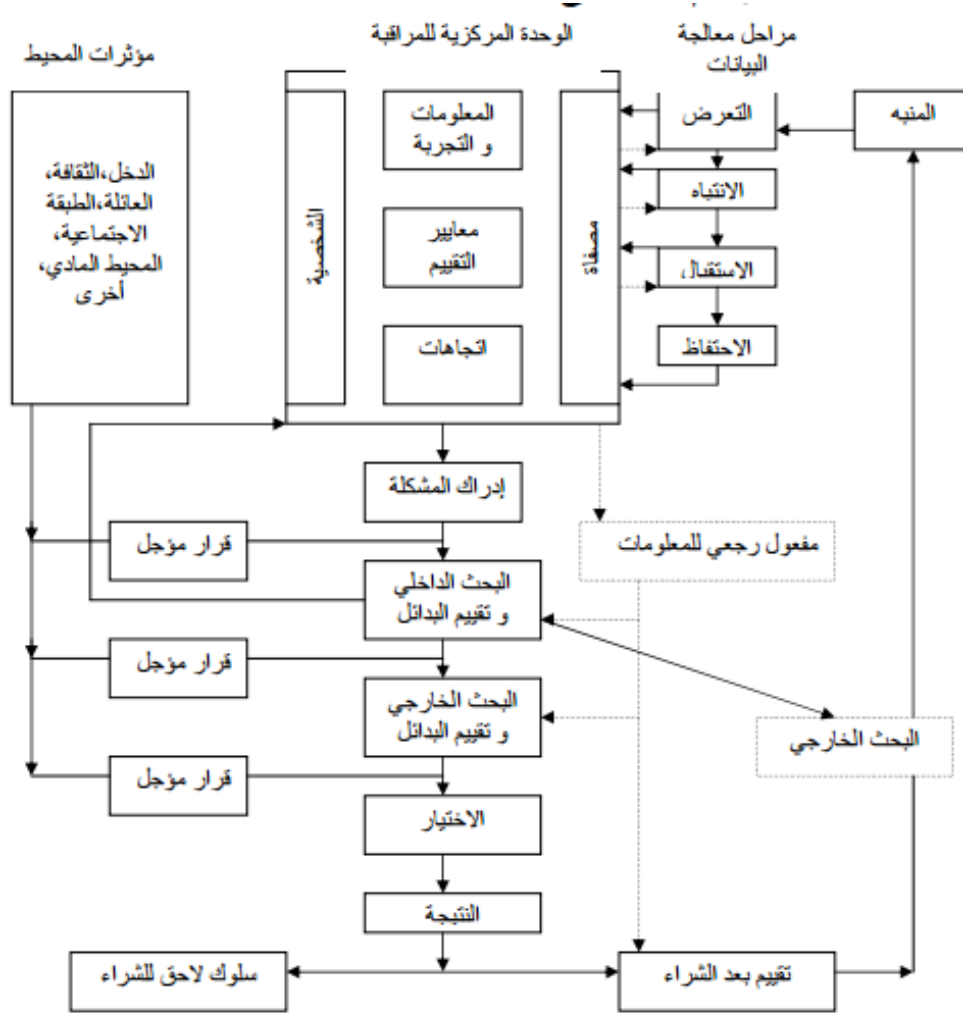 مراحل معالجة
البيانات
الوحدة المركزية للمراقبة
مؤثرات المحيط
المنبه
التعرض
الانتباه
الاستقبال
الاحتفاظ
مصفاة
المعلومات
و التجربة
معايير
التقييم
اتجاهات
الشخصية
الدخل،الثقافة،
العائلة،الطبقة
الاجتماعية،
المحيط المادي،
أخرى
إدراك المشكلة
قرار مؤجل
مفعول رجعي للمعلومات
البحث الداخلي
و تقييم البدائل
قرار مؤجل
البحث الخارجي
و تقييم البدائل
البحث الخارجي
قرار مؤجل
الاختيار
النتيجة
تقييم بعد الشراء
سلوك لاحق للشراء